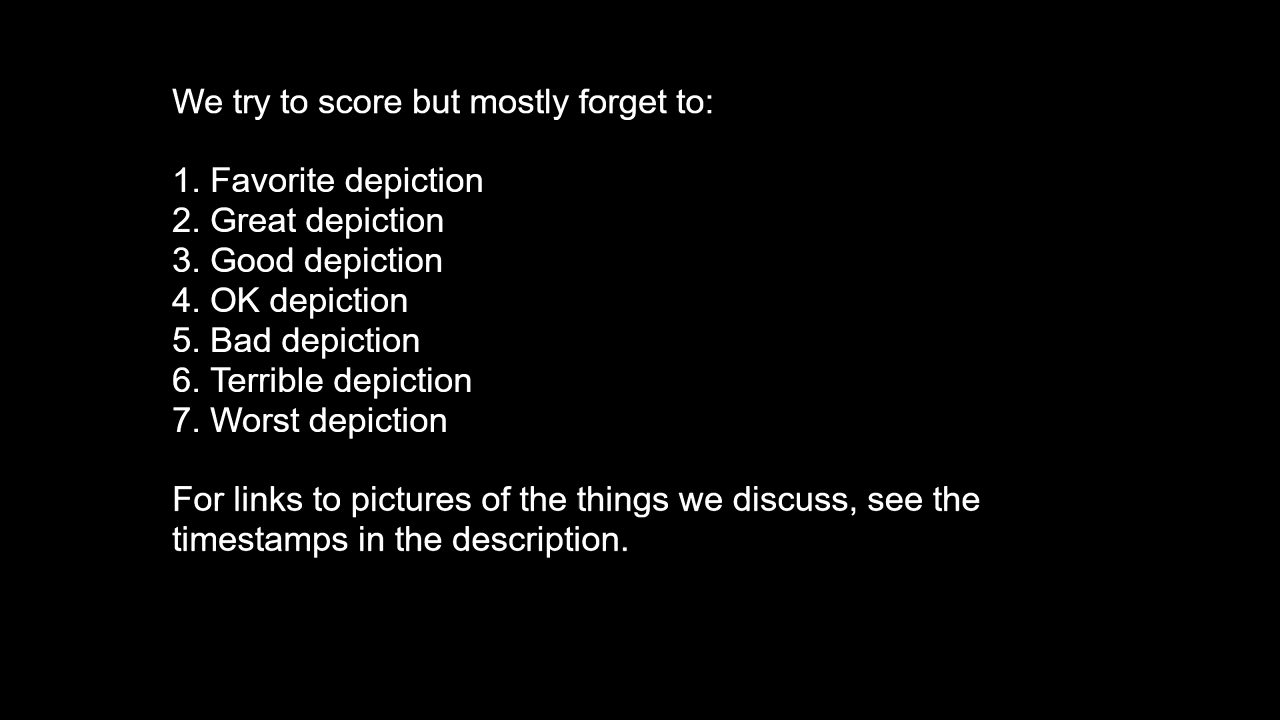 We try to score but mostly forget to:
1. Favorite depiction
2. Great depiction
3. Good depiction
4. OK depiction
5. Bad depiction
6. Terrible depiction
7. Worst depiction
For links to pictures of the things we discuss, see the
timestamps in the description.